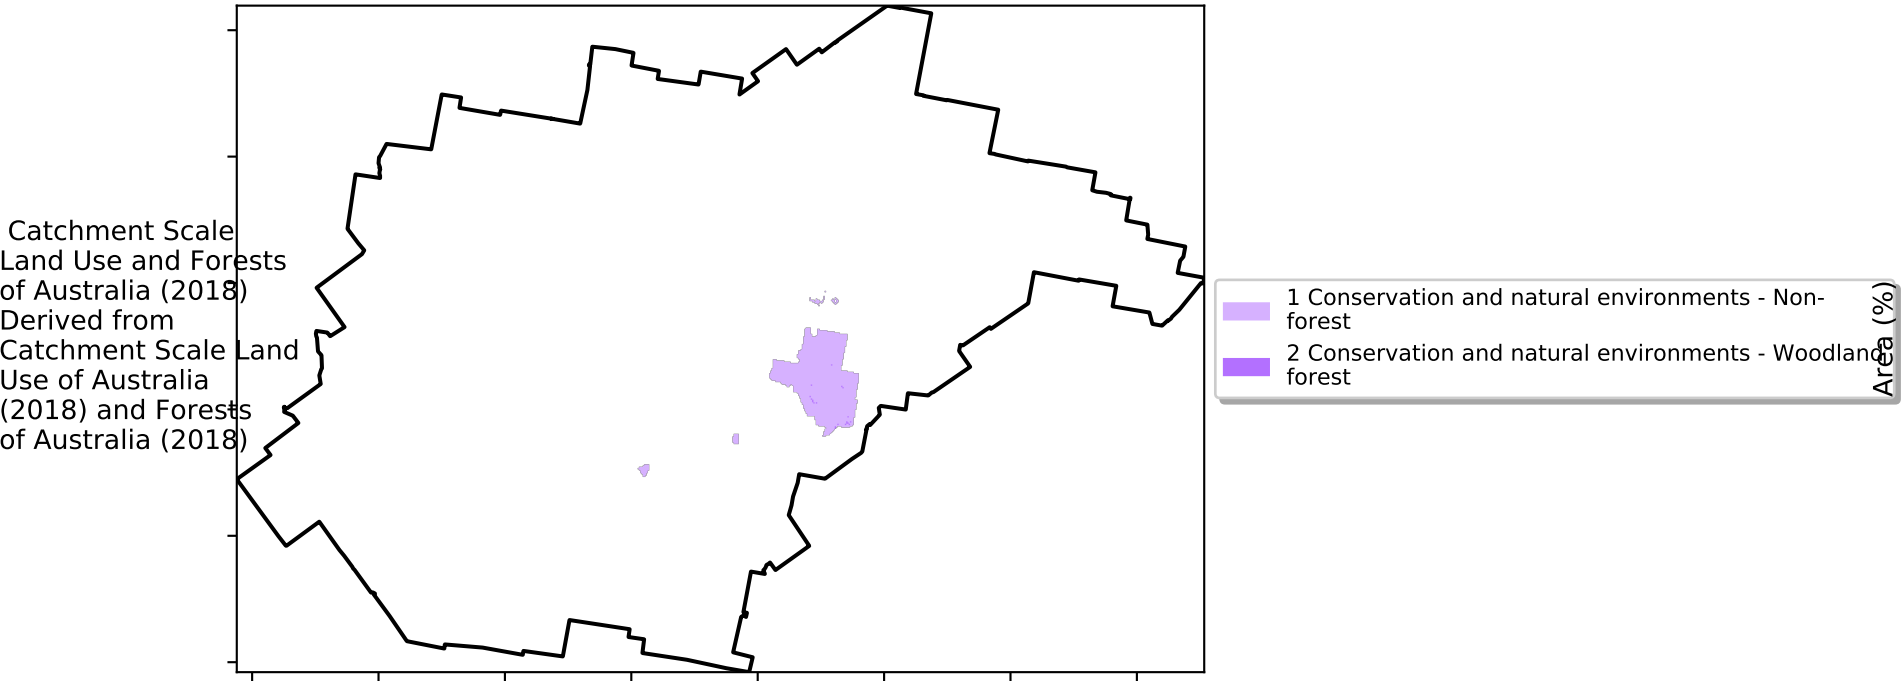 Catchment Scale
Land Use and Forests
of Australia (2018)
Derived from
Catchment Scale Land
Use of Australia
(2018) and Forests
of Australia (2018)
1 Conservation and natural environments - Non-
forest
2 Conservation and natural environments - Woodland
forest
Area (%)